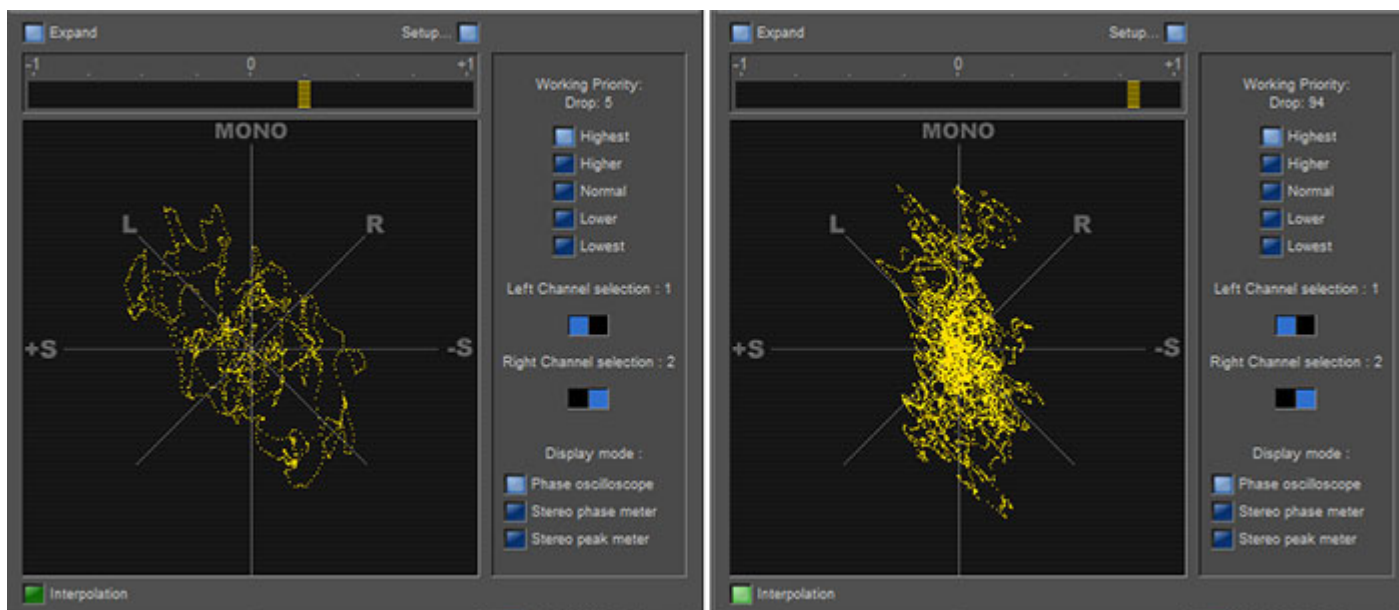 Expand
Setup...
-1 0 +1
MONO
L R
+S -S
Interpolation
Working Priority:
Drop: 5
Highest
Higher
Normal
Lower
Lowest
Left Channel selection : 1
Right Channel selection : 2
Display mode :
Phase oscilloscope
Stereo phase meter
Stereo peak meter
Expand
Setup...
-1 0 +1
MONO
L R
+S -S
Interpolation
Working Priority:
Drop: 94
Highest
Higher
Normal
Lower
Lowest
Left Channel selection : 1
Right Channel selection : 2
Display mode :
Phase oscilloscope
Stereo phase meter
Stereo peak meter